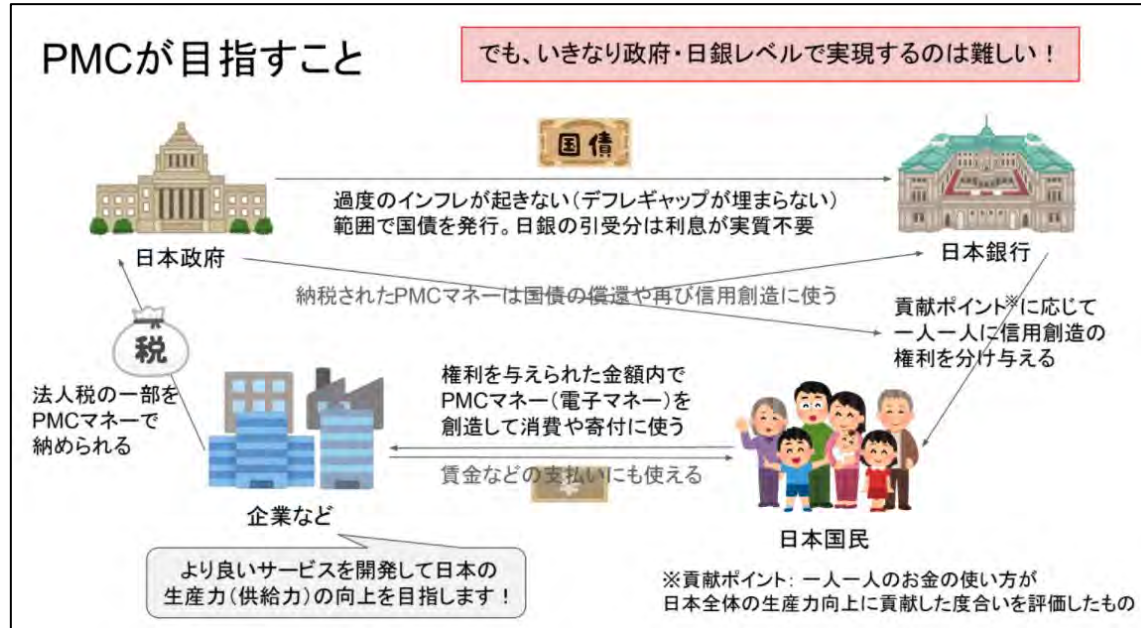 PMCが目指すこと
でも、いきなり政府・日銀レベルで実現するのは難しい！
国債
過度のインフレが起きない（デフレギャップが埋まらない）
範囲で国債を発行。日銀の引受分は利息が実質不要
日本政府
日本銀行
納税されたPMCマネーは国債の償還や再び信用創造に使う
貢献ポイント※に応じて
一人一人に信用創造の
権利を分け与える
税
法人税の一部を
PMCマネーで
納められる
権利を与えられた金額内で
PMCマネー（電子マネー）を
創造して消費や寄付に使う
賃金などの支払いにも使える
企業など
日本国民
より良いサービスを開発して日本の
生産力（供給力）の向上を目指します！
※貢献ポイント： 一人一人のお金の使い方が
日本全体の生産力向上に貢献した度合いを評価したもの